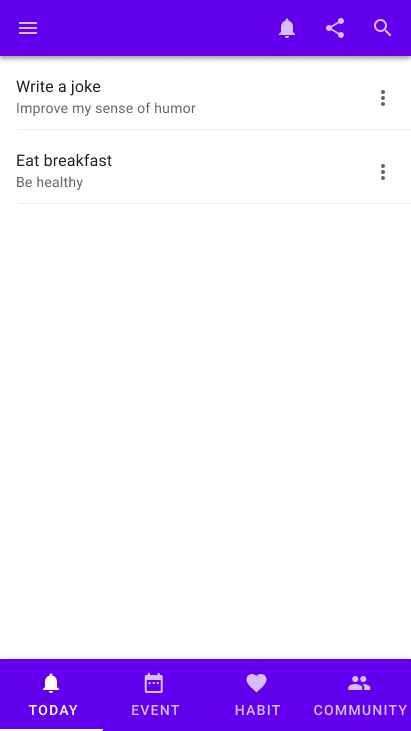 Write a joke
Improve my sense of humor
Eat breakfast
Be healthy
TODAY
EVENT
HABIT
COMMUNITY